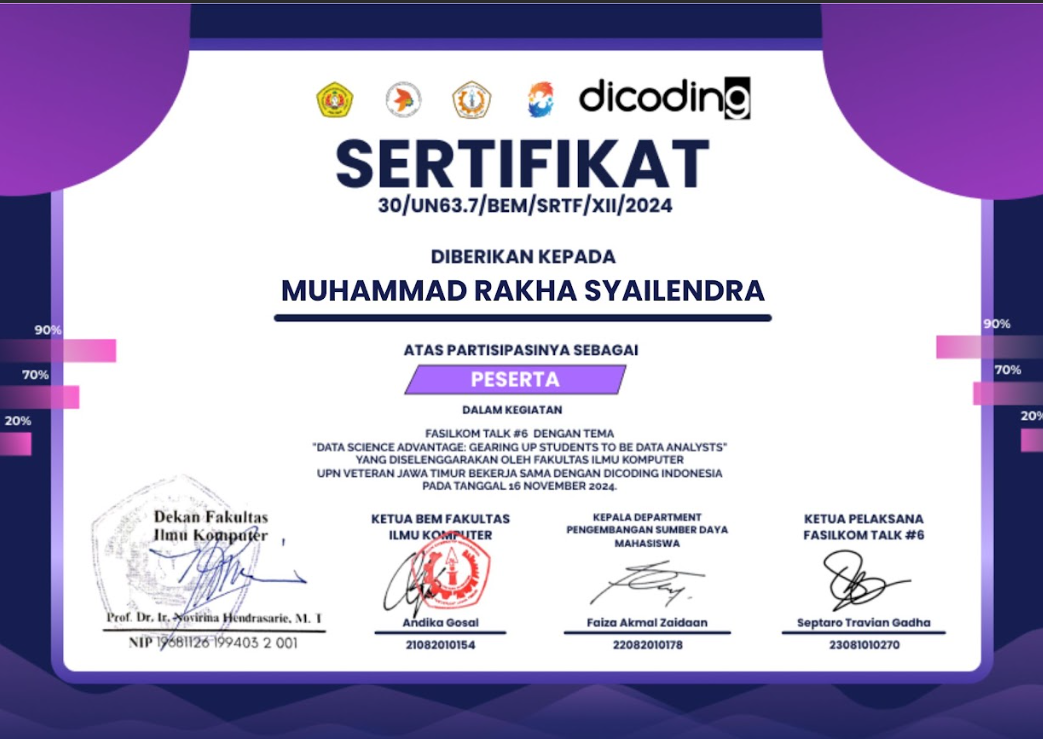 dicoding
SERTIFIKAT
30/UN63.7/BEM/SRTF/XII/2024
DIBERIKAN KEPADA
MUHAMMAD RAKHA SYAILENDRA
90%
70%
20%
90%
70%
20%
ATAS PARTISIPASINYA SEBAGAI
PESERTA
DALAM KEGIATAN
FASILKOM TALK #6 DENGAN TEMA
"DATA SCIENCE ADVANTAGE: GEARING UP STUDENTS TO BE DATA ANALYSTS"
YANG DISELENGGARAKAN OLEH FAKULTAS ILMU KOMPUTER
UPN VETERAN JAWA TIMUR BEKERJA SAMA DENGAN DICODING INDONESIA
PADA TANGGAL 16 NOVEMBER 2024.
Dekan Fakultas
Ilmu Komputer
Prof. Dr. Ir. Novirina Hendrasarie, M. T
NIP 19681126 199403 2 001
KETUA BEM FAKULTAS
ILMU KOMPUTER
Andika Gosal
21082010154
KEPALA DEPARTMENT
PENGEMBANGAN SUMBER DAYA
MAHASISWA
Faiza Akmal Zaidaan
22082010178
KETUA PELAKSANA
FASILKOM TALK #6
Septaro Travian Gadha
23081010270